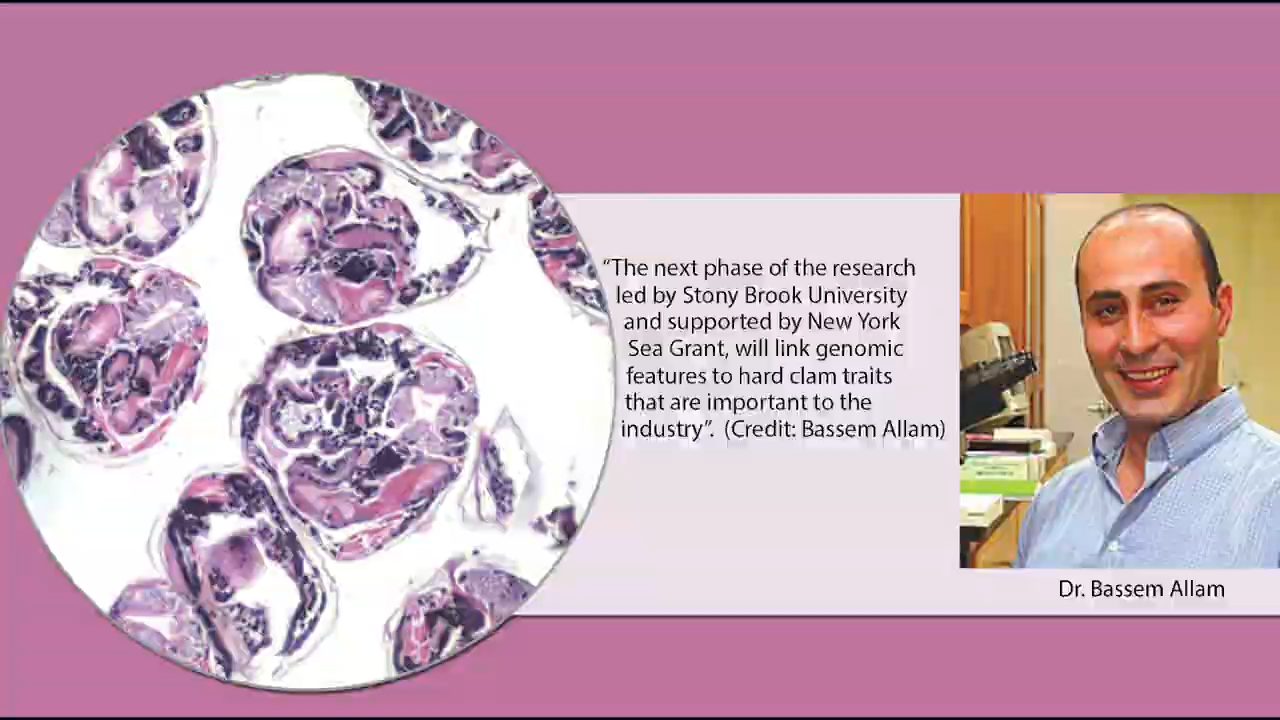 “The next phase of the research
led by Stony Brook University
and supported by New York
Sea Grant, will link genomic
features to hard clam traits
that are important to the
industry”.  (Credit: Bassem Allam)
Dr. Bassem Allam